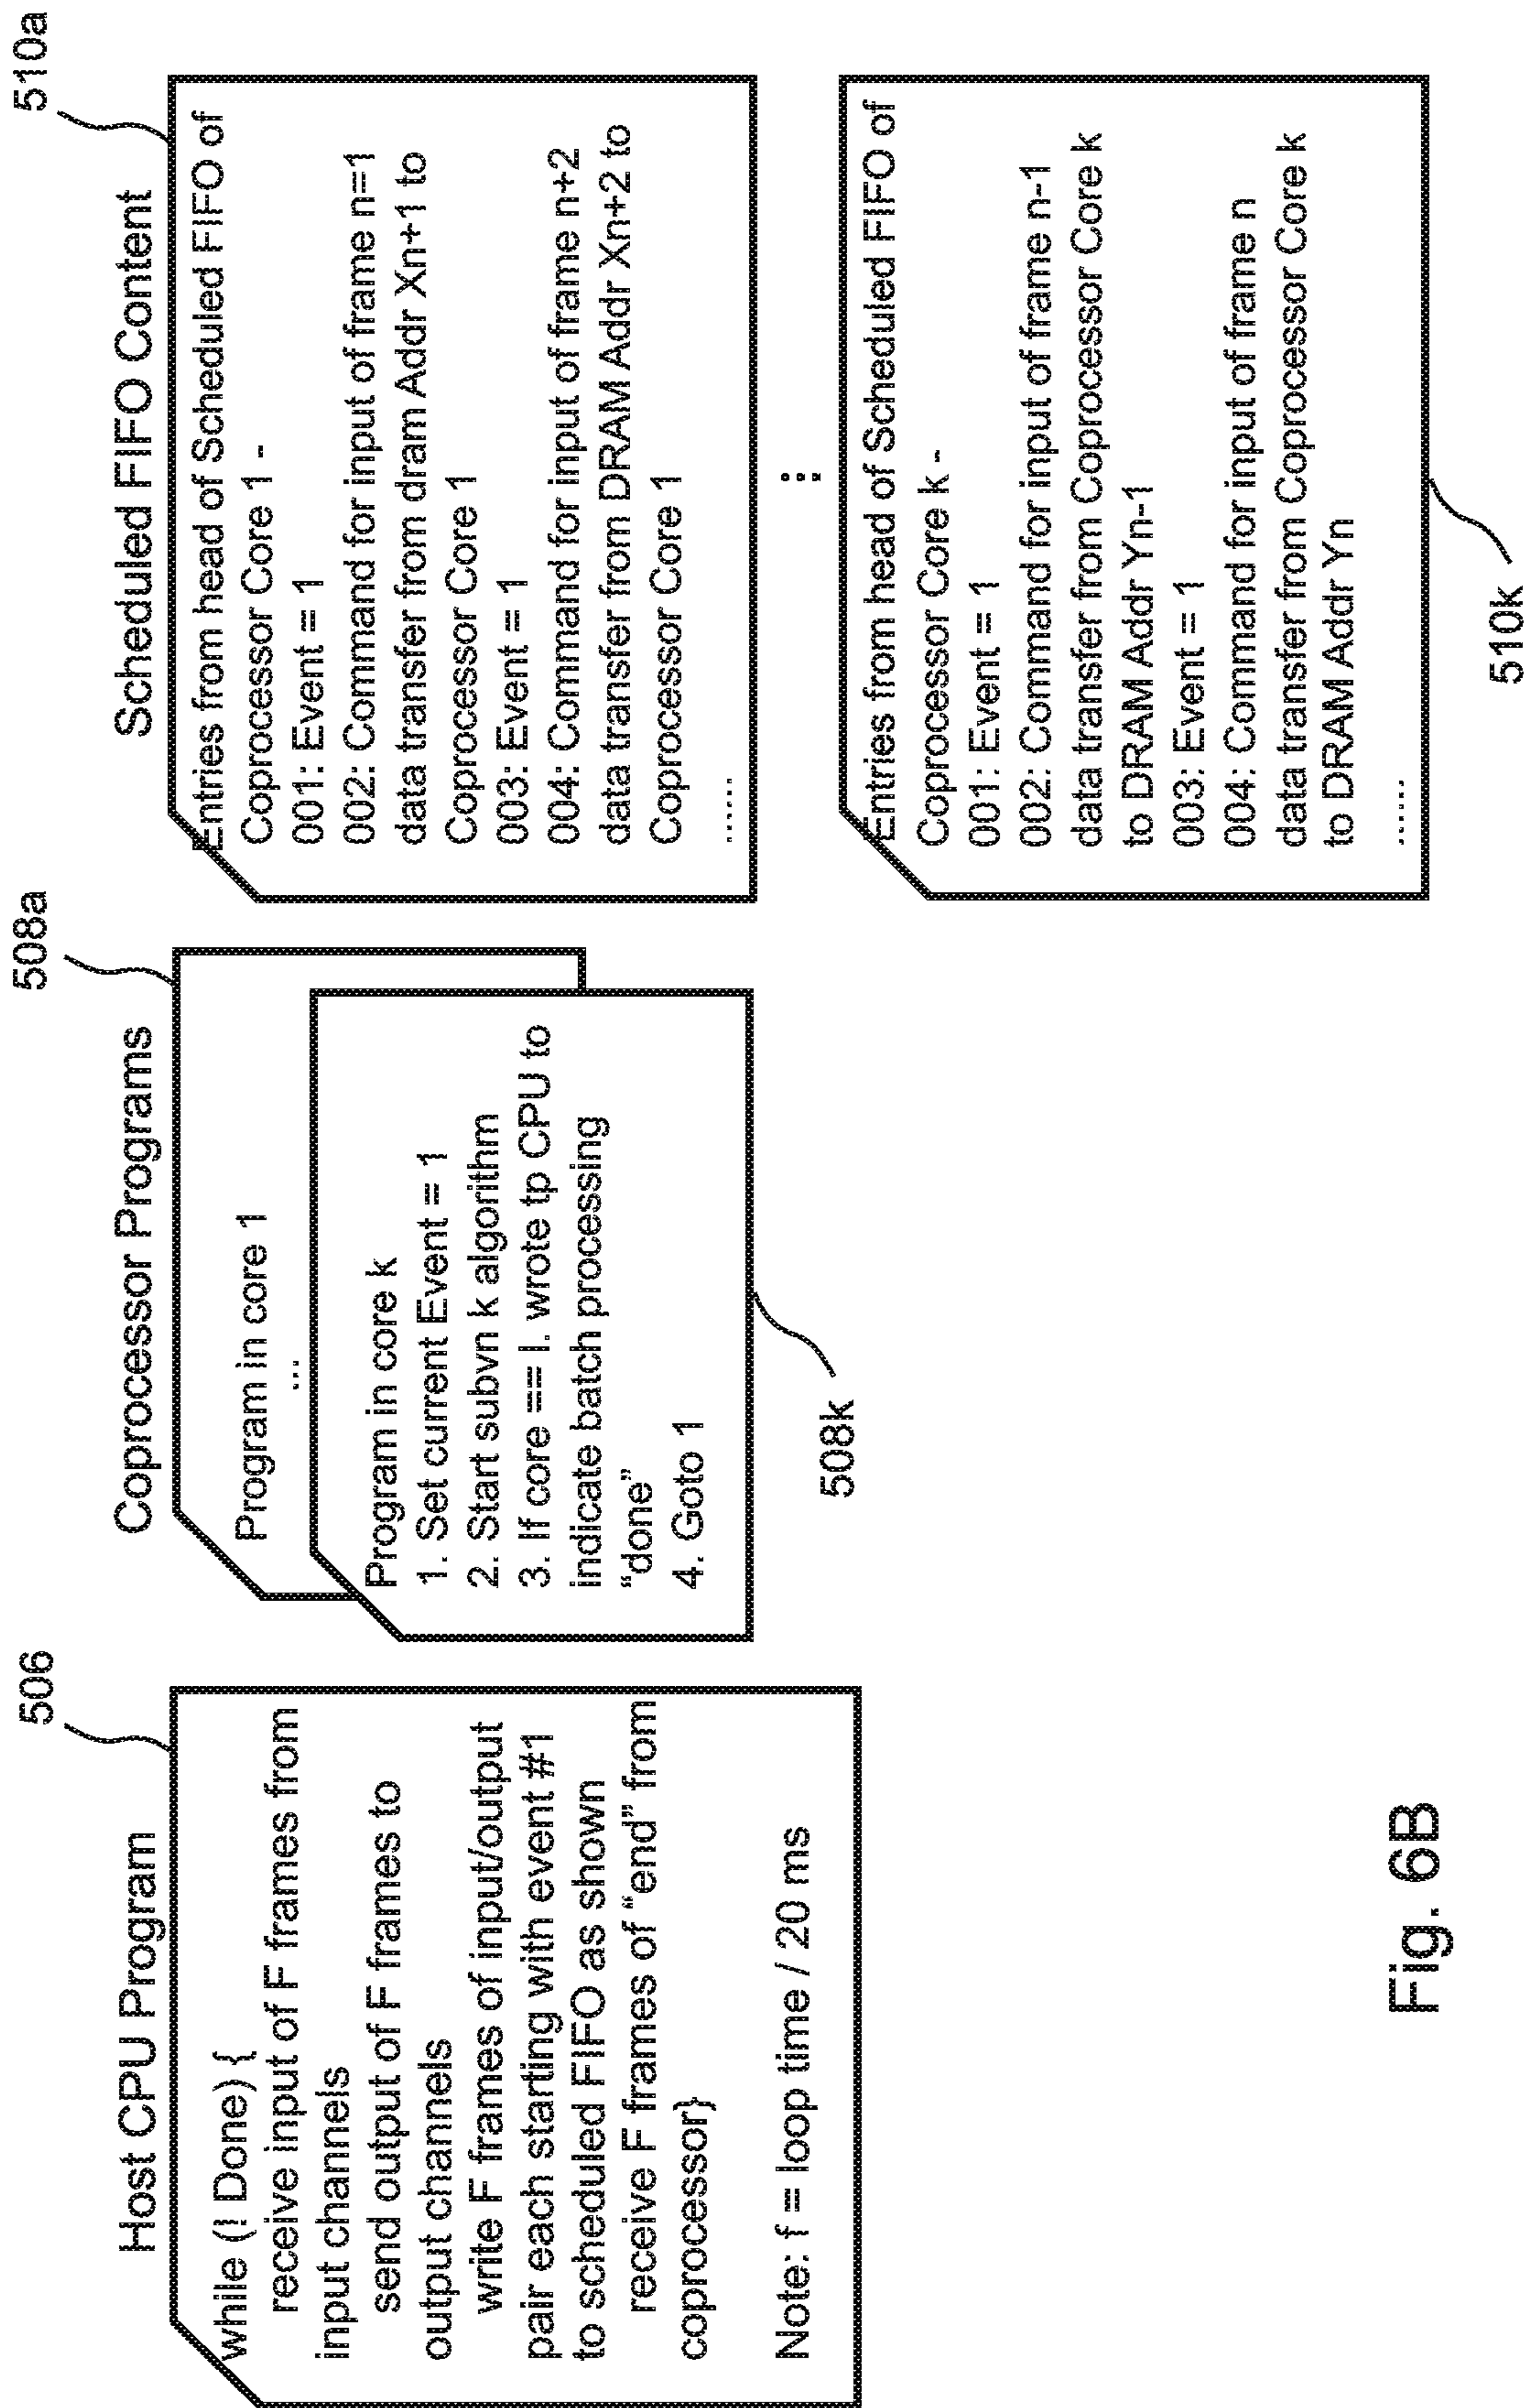 Host CPU Program
506
while (! Done) {
receive input of F frames from
input channels
send output of F frames to
output channels
write F frames of input/output
pair each starting with event #1
to scheduled FIFO as shown
receive F frames of “end” from
coprocessor}
Note: f = loop time / 20 ms
Coprocessor Programs
508a
Program in core 1
...
Program in core k
1. Set current Event = 1
2. Start subvn k algorithm
3. If core == l. wrote tp CPU to
indicate batch processing
“done”
4. Goto 1
508k
Scheduled FIFO Content
510a
Entries from head of Scheduled FIFO of
Coprocessor Core 1 -
001: Event = 1
002: Command for input of frame n=1
data transfer from dram Addr Xn+1 to
Coprocessor Core 1
003: Event = 1
004: Command for input of frame n+2
data transfer from DRAM Addr Xn+2 to
Coprocessor Core 1
......
Entries from head of Scheduled FIFO of
Coprocessor Core k -
001: Event = 1
002: Command for input of frame n-1
data transfer from Coprocessor Core k
to DRAM Addr Yn-1
003: Event = 1
004: Command for input of frame n
data transfer from Coprocessor Core k
to DRAM Addr Yn
......
510k
Fig. 6B